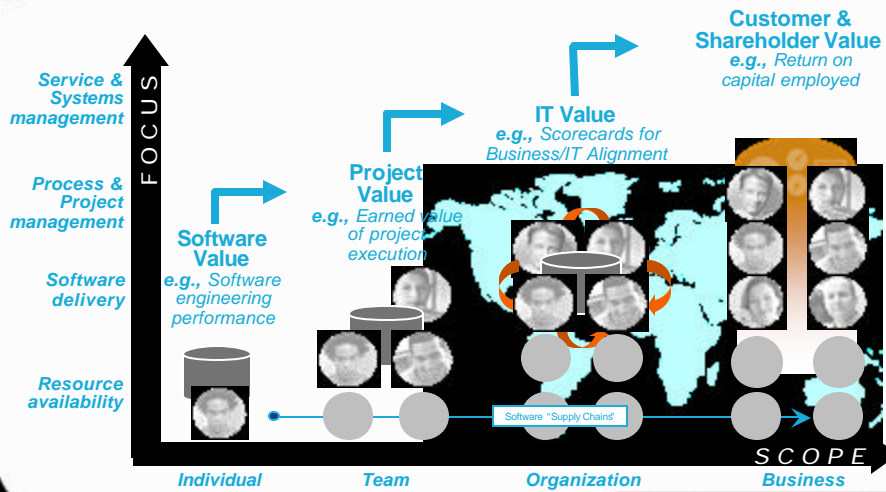 Customer &
Shareholder Value
e.g., Return on
capital employed
IT Value
e.g., Scorecards for
Business/IT Alignment
Project
Value
e.g., Earned value
of project
execution
Software
Value
e.g., Software
engineering
performance
FOCUS
Service &
Systems
management
Process &
Project
management
Software
delivery
Resource
availability
Software "Supply Chains"
SCOPE
Individual
Team
Organization
Business